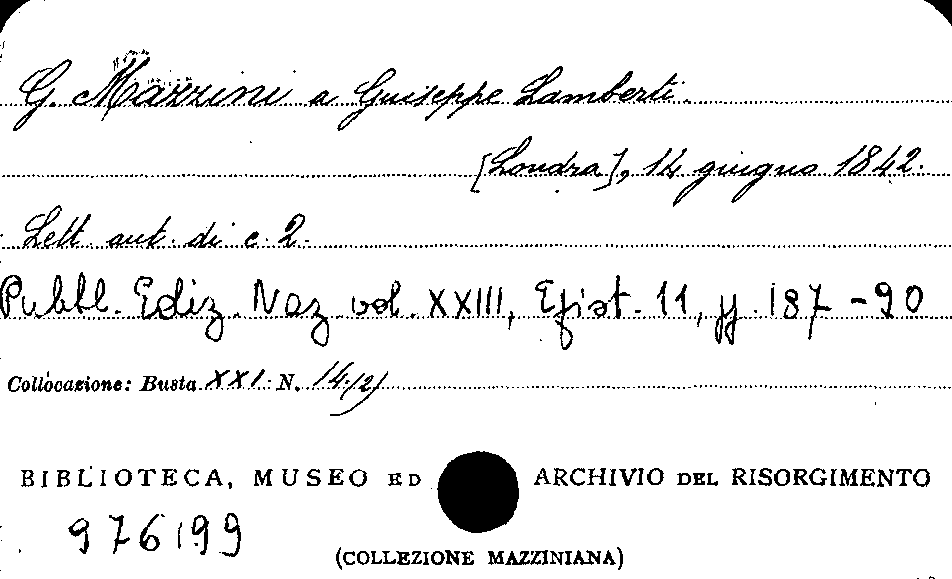 G. Mazzini a Giuseppe Lamberti.
[Londra], 14 giugno 1842.
Lett. aut. di c. 2.
Pubbl. Ediz. Naz. vol. XXIII, Epist. 11, pp. 187-90
Collocazione: Busta XXI N. 14/2/
BIBLIOTECA, MUSEO ED ARCHIVIO DEL RISORGIMENTO
976199
(COLLEZIONE MAZZINIANA)